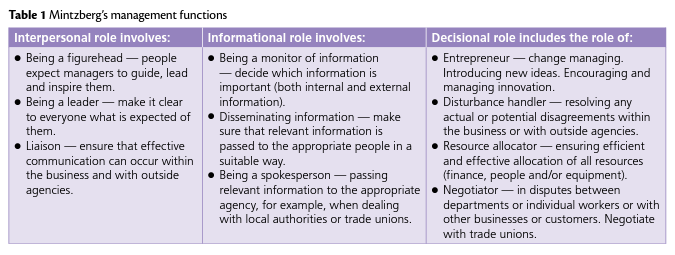 Table 1 Mintzberg's management functions
Interpersonal role involves:
● Being a figurehead — people
expect managers to guide, lead
and inspire them.
● Being a leader — make it clear
to everyone what is expected of
them.
● Liaison — ensure that effective
communication can occur within
the business and with outside
agencies.
Informational role involves:
● Being a monitor of information
— decide which information is
important (both internal and external
information).
● Disseminating information — make
sure that relevant information is
passed to the appropriate people in a
suitable way.
● Being a spokesperson — passing
relevant information to the appropriate
agency, for example, when dealing
with local authorities or trade unions.
Decisional role includes the role of:
● Entrepreneur — change managing.
Introducing new ideas. Encouraging and
managing innovation.
● Disturbance handler — resolving any
actual or potential disagreements within
the business or with outside agencies.
● Resource allocator — ensuring efficient
and effective allocation of all resources
(finance, people and/or equipment).
● Negotiator — in disputes between
departments or individual workers or with
other businesses or customers. Negotiate
with trade unions.